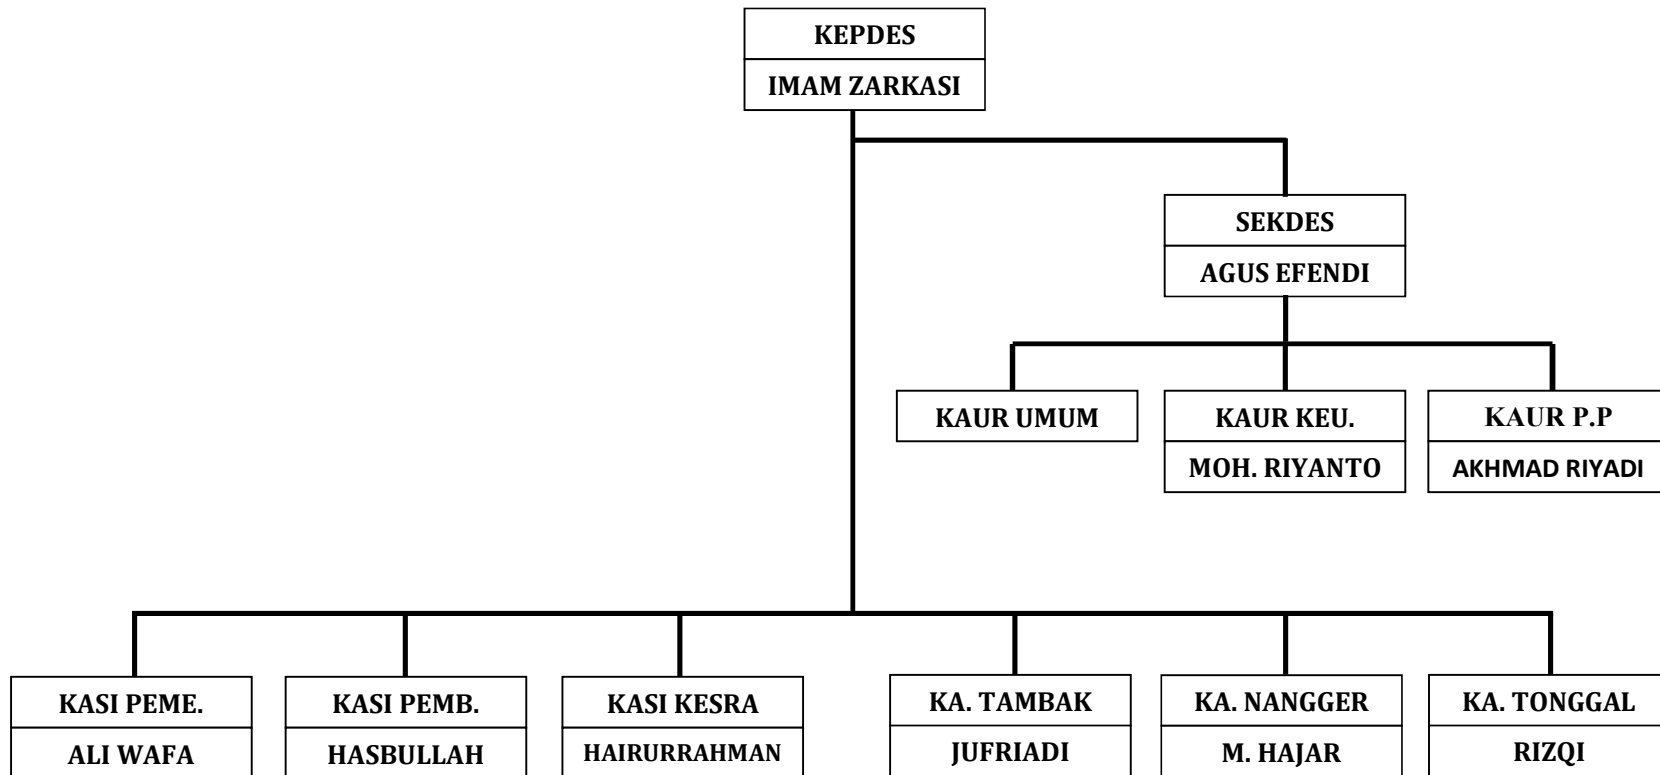 KEPDES
IMAM ZARKASI
SEKDES
AGUS EFENDI
KAUR UMUM
KAUR KEU.
MOH. RIYANTO
KAUR P.P
AKHMAD RIYADI
KASI PEME.
ALI WAFA
KASI PEMB.
HASBULLAH
KASI KESRA
HAIRURRAHMAN
KA. TAMBAK
JUFRIADI
KA. NANGGER
M. HAJAR
KA. TONGGAL
RIZQI